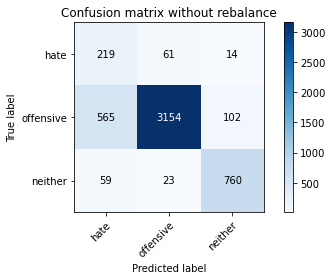 Confusion matrix without rebalance
True label
hate
219 61 14
offensive
565 3154 102
neither
59 23 760
hate
offensive
neither
Predicted label
3000
2500
2000
1500
1000
500